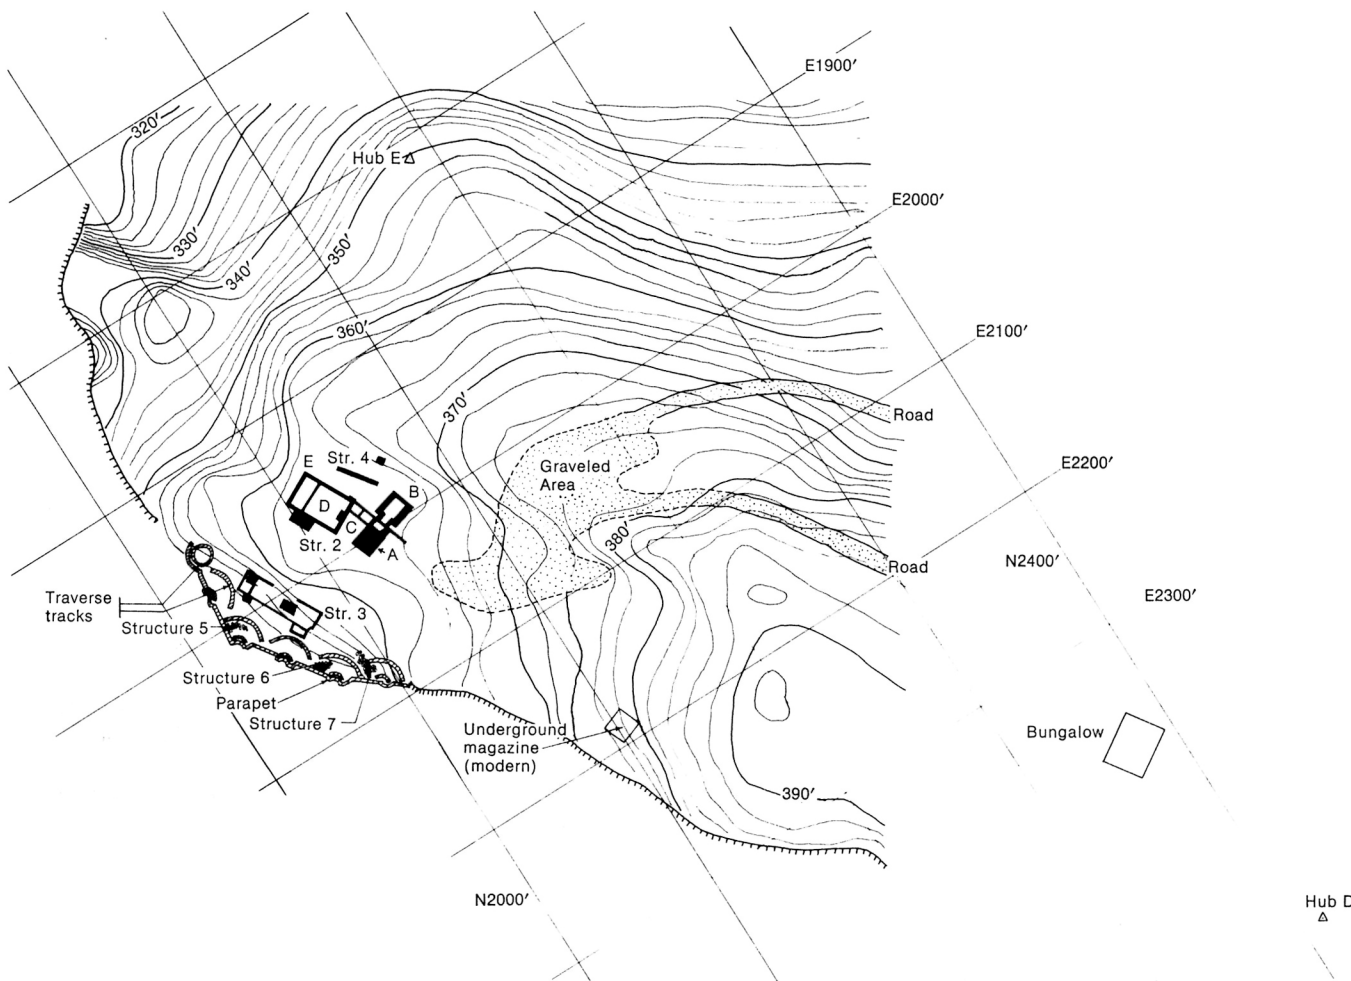 E1900′
320′
Hub E
E2000′
330′
350′
340′
360′
E2100′
370′
Road
Str. 4
E
B
Graveled
Area
E2200′
D
C
Str. 2
A
380′
N2400′
Road
E2300′
Traverse
tracks
Structure 5
Str. 3
Structure 6
Parapet
Structure 7
Underground
magazine
(modern)
Bungalow
390′
N2000′
Hub D